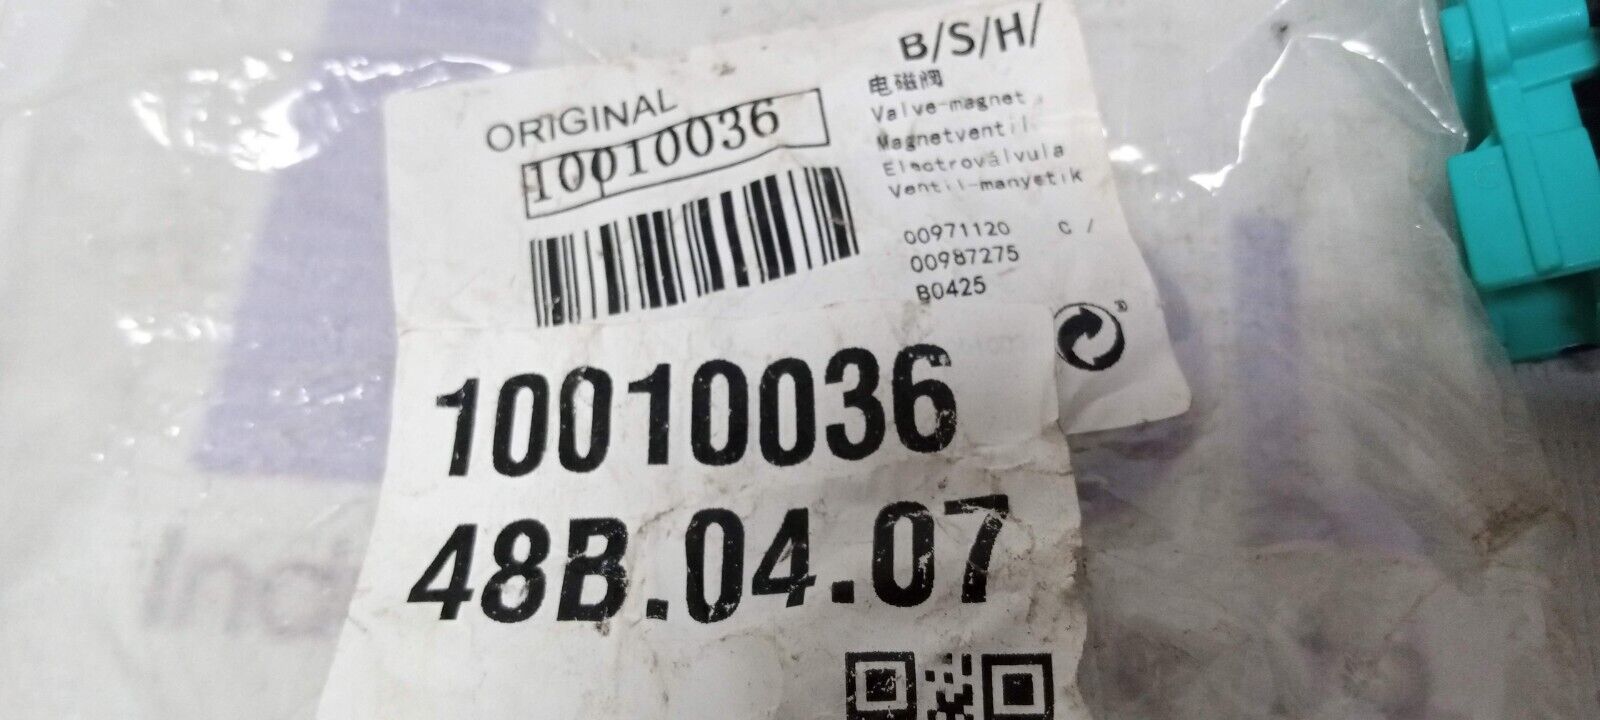 B/S/H/
ORIGINAL
10010036
电磁阀
Valve-magnet
Magnetventil
Electroválvula
Ventil-manyetik
00971120 C /
00987275
B0425
10010036
48B.04.07